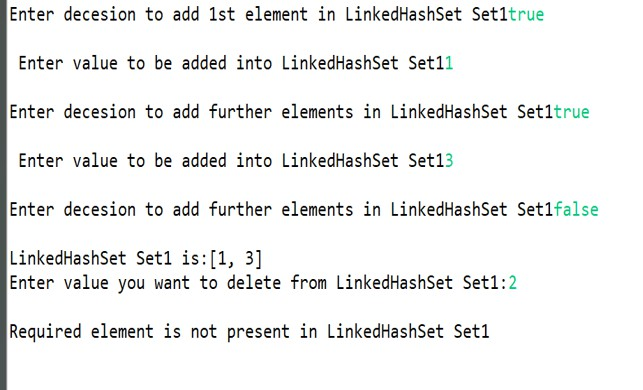 Enter decesion to add 1st element in LinkedHashSet Set1true
Enter value to be added into LinkedHashSet Set11
Enter decesion to add further elements in LinkedHashSet Set1true
Enter value to be added into LinkedHashSet Set13
Enter decesion to add further elements in LinkedHashSet Set1false
LinkedHashSet Set1 is:[1, 3]
Enter value you want to delete from LinkedHashSet Set1:2
Required element is not present in LinkedHashSet Set1